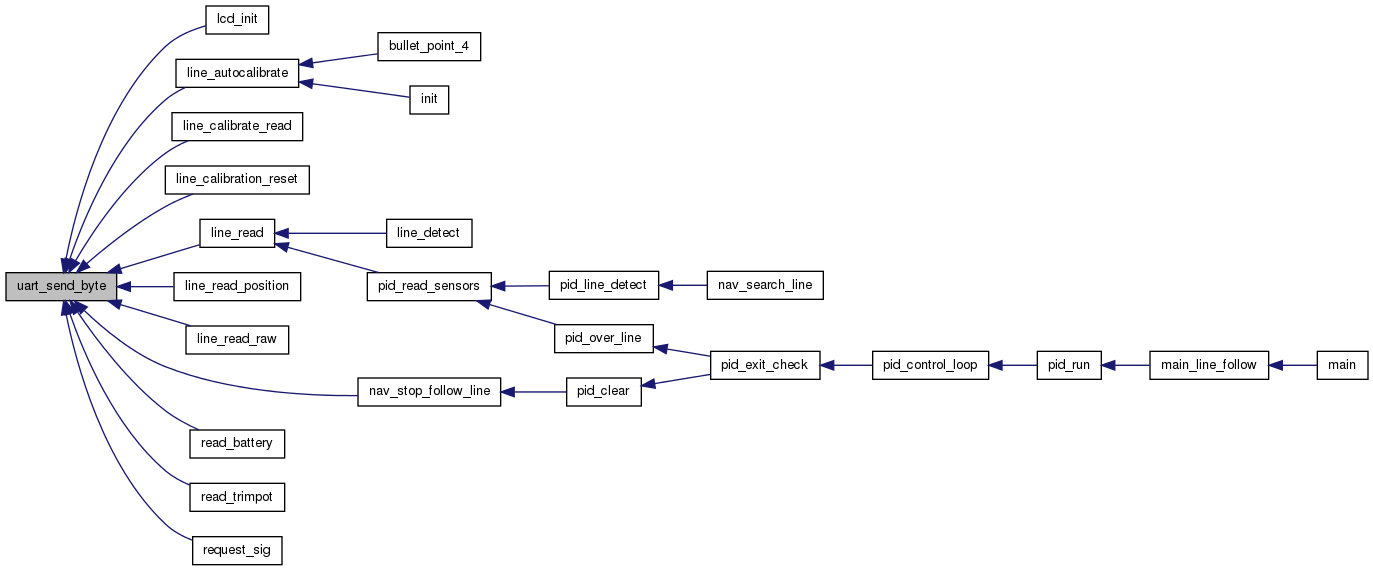 lcd_init
bullet_point_4
line_autocalibrate
init
line_calibrate_read
line_calibration_reset
line_read
line_detect
uart_send_byte
line_read_position
pid_read_sensors
pid_line_detect
nav_search_line
line_read_raw
pid_over_line
pid_exit_check
pid_control_loop
pid_run
main_line_follow
main
nav_stop_follow_line
pid_clear
read_battery
read_trimpot
request_sig